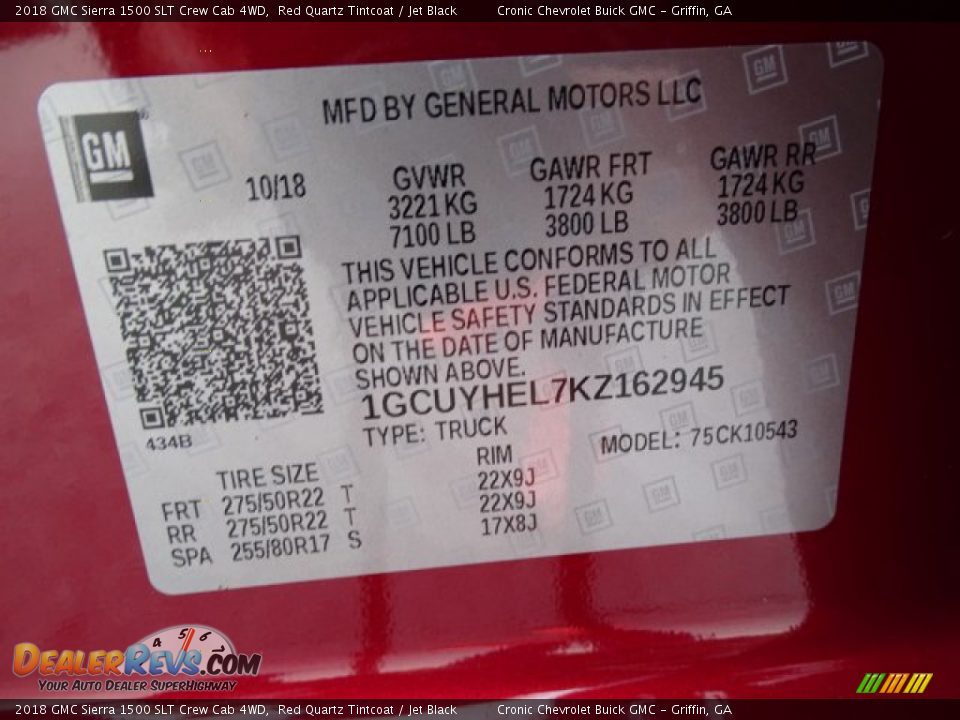 2018 GMC Sierra 1500 SLT Crew Cab 4WD, Red Quartz Tintcoat / Jet Black Cronic Chevrolet Buick GMC - Griffin, GA
MFD BY GENERAL MOTORS LLC
GM
10/18
GVWR GAWR FRT GAWR RR
3221 KG 1724 KG 1724 KG
7100 LB 3800 LB 3800 LB
THIS VEHICLE CONFORMS TO ALL
APPLICABLE U.S. FEDERAL MOTOR
VEHICLE SAFETY STANDARDS IN EFFECT
ON THE DATE OF MANUFACTURE
SHOWN ABOVE.
1GCUYHEL7KZ162945
434B
TYPE: TRUCK MODEL: 75CK10543
TIRE SIZE RIM
FRT 275/50R22 T 22X9J
RR 275/50R22 T 22X9J
SPA 255/80R17 S 17X8J
4 5 6
DealerRevs.com
Your Auto Dealer SuperHighway
2018 GMC Sierra 1500 SLT Crew Cab 4WD, Red Quartz Tintcoat / Jet Black Cronic Chevrolet Buick GMC - Griffin, GA